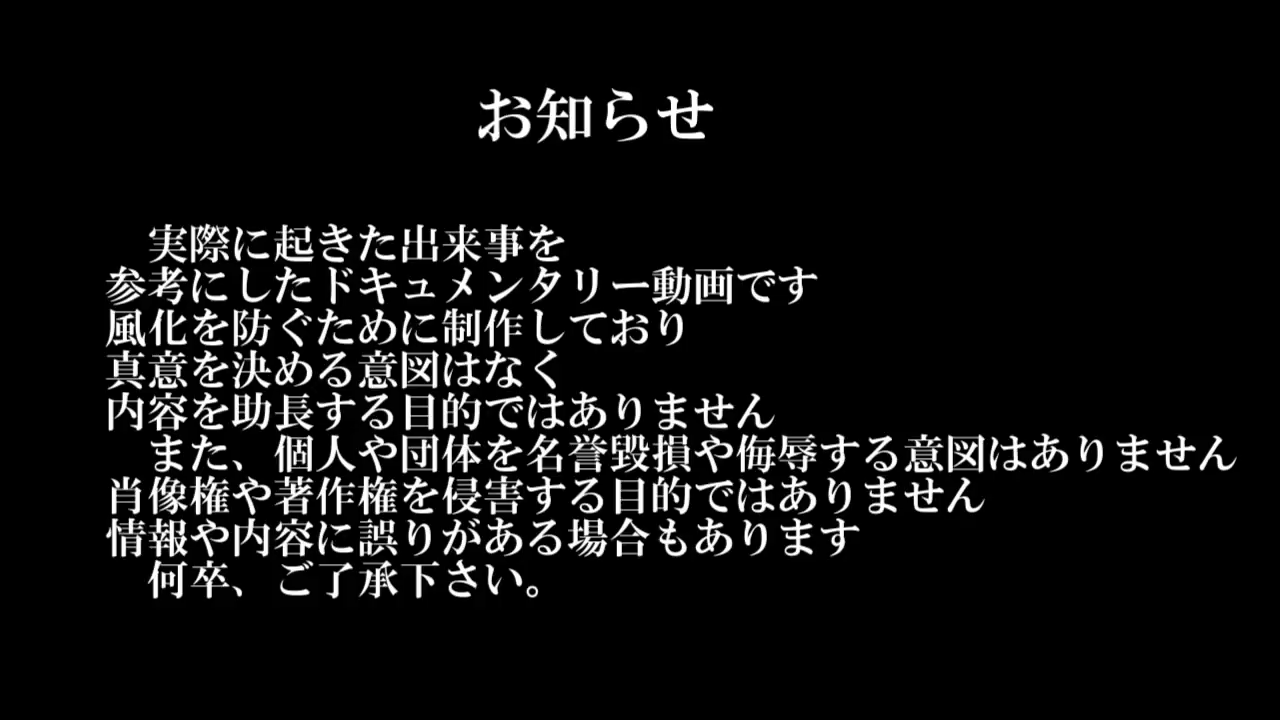 お知らせ
　実際に起きた出来事を
参考にしたドキュメンタリー動画です
風化を防ぐために制作しており
真意を決める意図はなく
内容を助長する目的ではありません
　また、個人や団体を名誉毀損や侮辱する意図はありません
肖像権や著作権を侵害する目的ではありません
情報や内容に誤りがある場合もあります
　何卒、ご了承下さい。